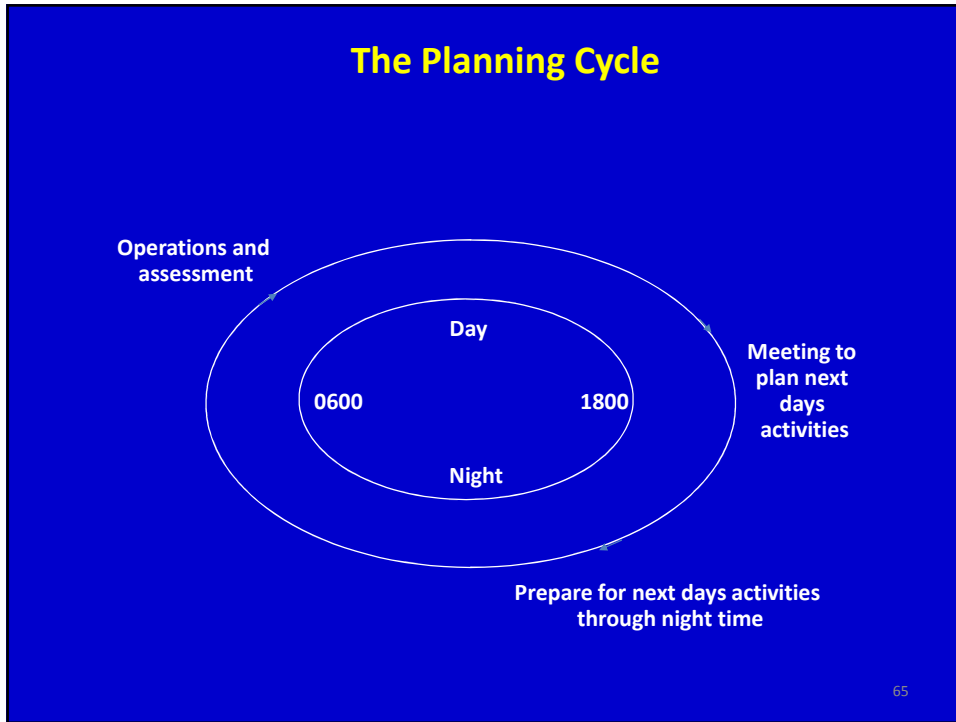 The Planning Cycle
Operations and
assessment
Day
Meeting to
plan next
days
activities
0600
1800
Night
Prepare for next days activities
through night time
65